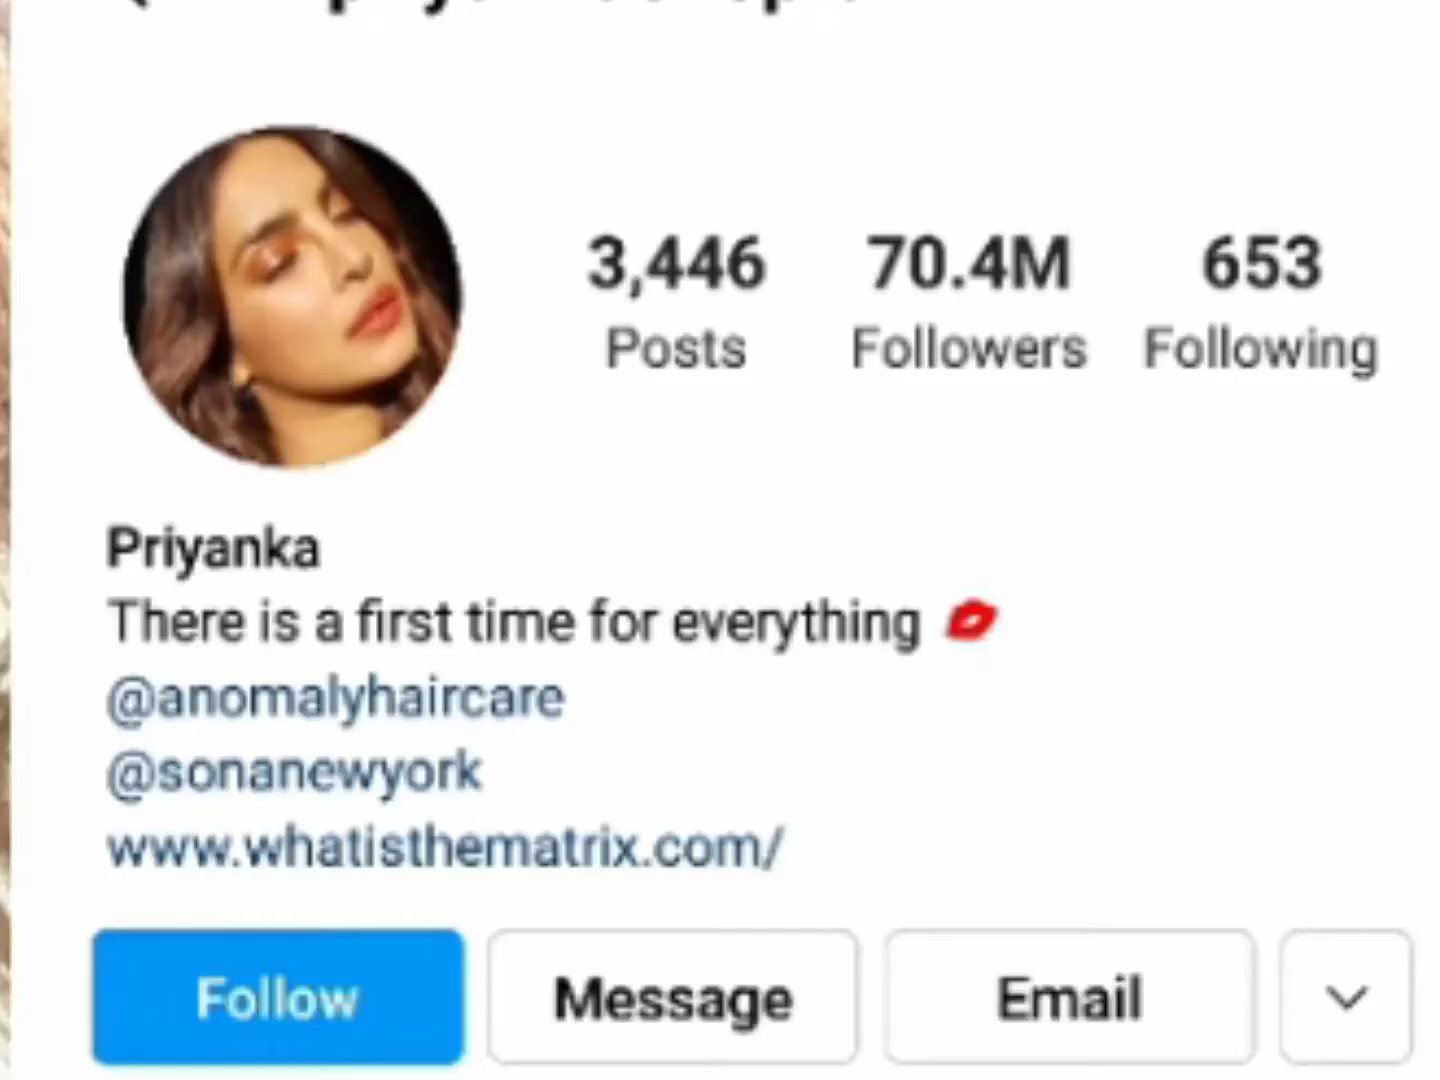 3,446 70.4M 653
Posts Followers Following
Priyanka
There is a first time for everything 💋
@anomalyhaircare
@sonanewyork
www.whatisthematrix.com/
Follow Message Email